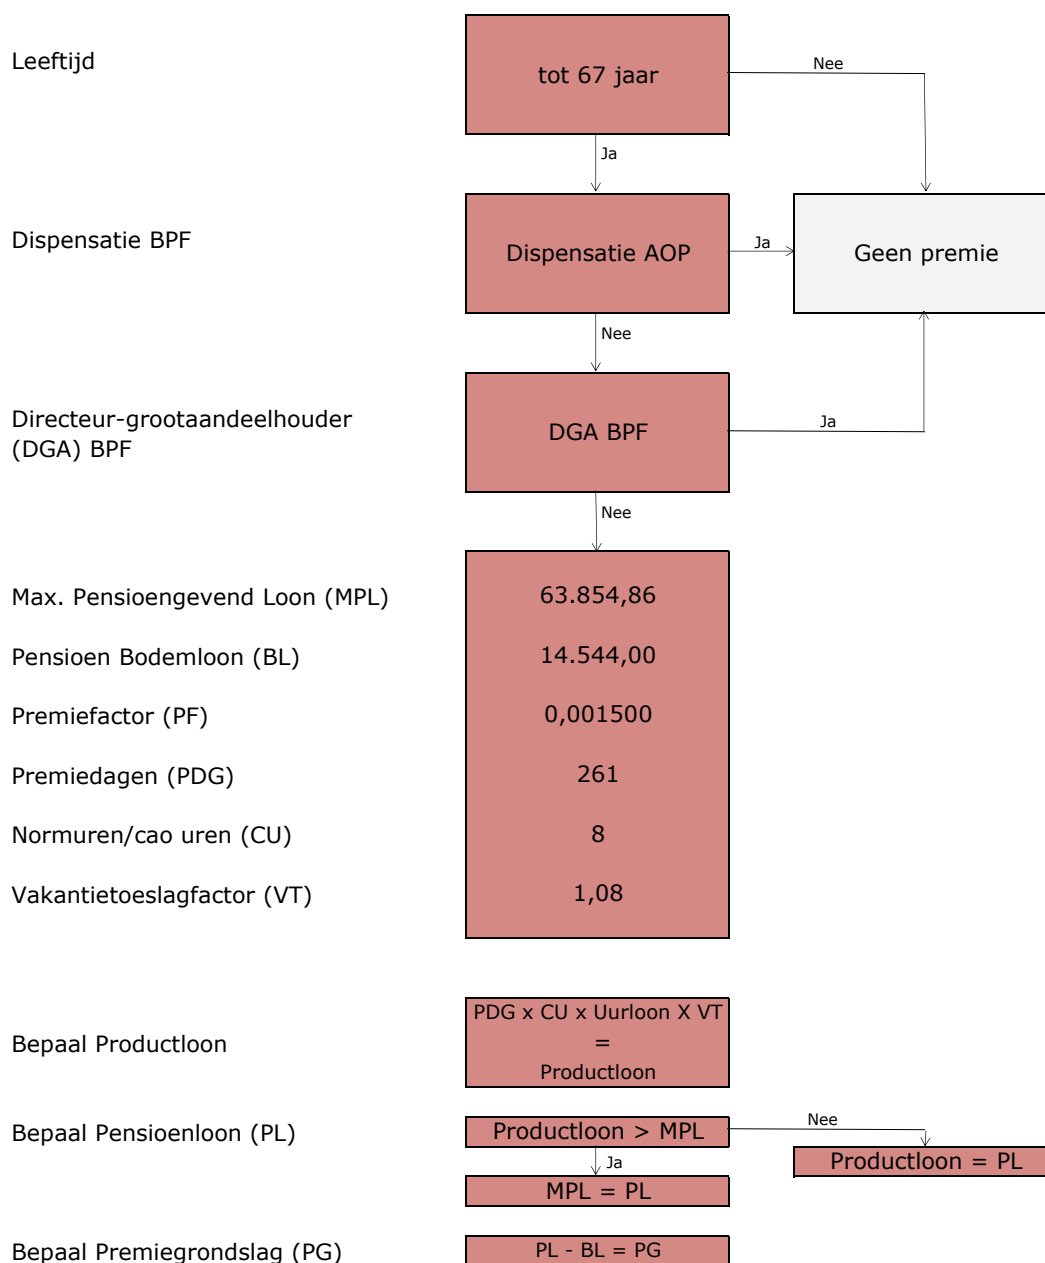 Leeftijd
tot 67 jaar
Nee
Ja
Dispensatie BPF
Dispensatie AOP
Ja
Geen premie
Nee
Directeur-grootaandeelhouder
(DGA) BPF
DGA BPF
Ja
Nee
Max. Pensioengevend Loon (MPL)
63.854,86
Pensioen Bodemloon (BL)
14.544,00
Premiefactor (PF)
0,001500
Premiedagen (PDG)
261
Normuren/cao uren (CU)
8
Vakantietoeslagfactor (VT)
1,08
Bepaal Productloon
PDG x CU x Uurloon X VT
=
Productloon
Bepaal Pensioenloon (PL)
Productloon > MPL
Nee
Productloon = PL
Ja
MPL = PL
Bepaal Premiegrondslag (PG)
PL - BL = PG